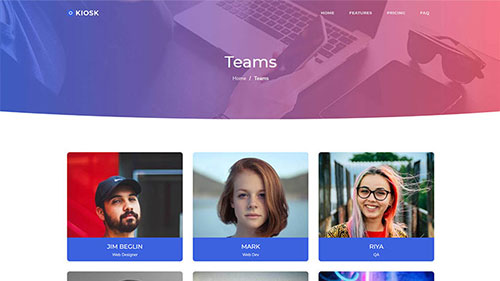 KIOSK
HOME FEATURES PRICING FAQ
Teams
Home / Teams
JIM BEGLIN
Web Designer
MARK
Web Dev
RIYA
QA